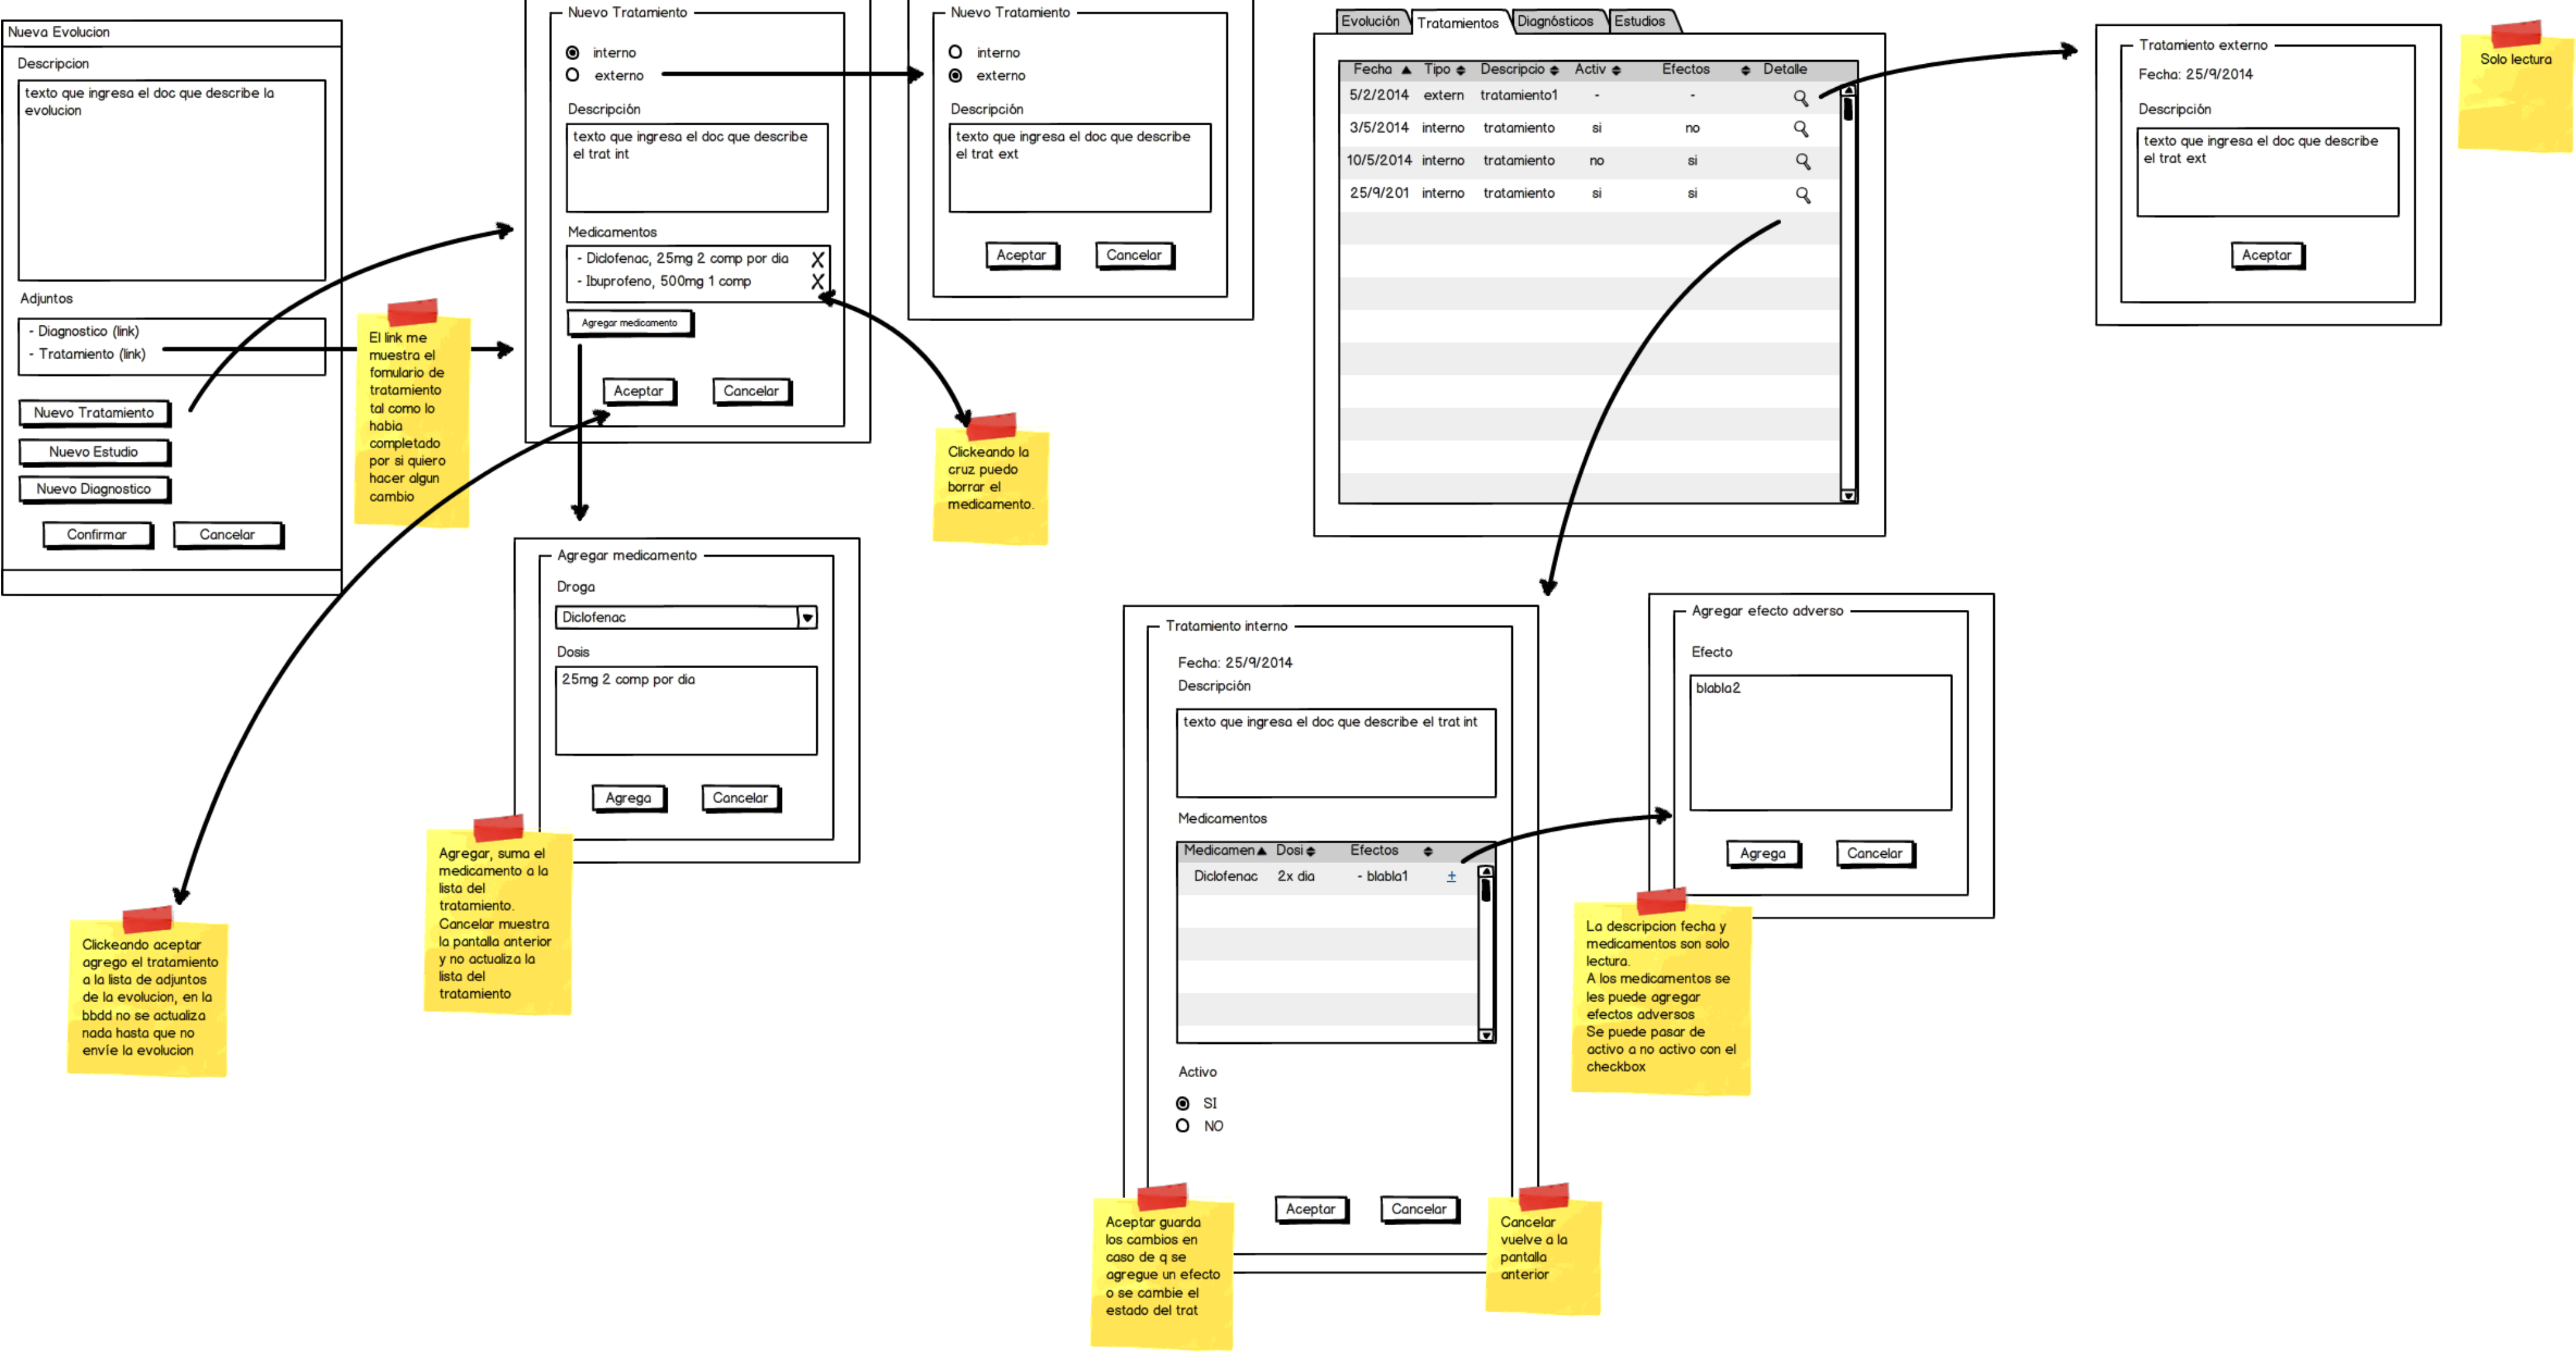 Nueva Evolucion
Descripcion
texto que ingresa el doc que describe la
evolucion
Adjuntos
- Diagnostico (link)
- Tratamiento (link)
Nuevo Tratamiento
Nuevo Estudio
Nuevo Diagnostico
Confirmar
Cancelar
El link me
muestra el
fomulario de
tratamiento
tal como lo
habia
completado
por si quiero
hacer algun
cambio
Nuevo Tratamiento
interno
externo
Descripción
texto que ingresa el doc que describe
el trat int
Medicamentos
- Diclofenac, 25mg 2 comp por dia X
- Ibuprofeno, 500mg 1 comp X
Agregar medicamento
Aceptar
Cancelar
Nuevo Tratamiento
interno
externo
Descripción
texto que ingresa el doc que describe
el trat ext
Aceptar
Cancelar
Clickeando la
cruz puedo
borrar el
medicamento.
Agregar medicamento
Droga
Diclofenac
Dosis
25mg 2 comp por dia
Agrega
Cancelar
Agregar, suma el
medicamento a la
lista del
tratamiento.
Cancelar muestra
la pantalla anterior
y no actualiza la
lista del
tratamiento
Clickeando aceptar
agrego el tratamiento
a la lista de adjuntos
de la evolucion, en la
bbdd no se actualiza
nada hasta que no
envíe la evolucion
Evolución Tratamientos Diagnósticos Estudios
Fecha Tipo Descripcio Activ Efectos Detalle
5/2/2014 extern tratamiento1 - -
3/5/2014 interno tratamiento si no
10/5/2014 interno tratamiento no si
25/9/201 interno tratamiento si si
Tratamiento externo
Fecha: 25/9/2014
Descripción
texto que ingresa el doc que describe
el trat ext
Aceptar
Solo lectura
Tratamiento interno
Fecha: 25/9/2014
Descripción
texto que ingresa el doc que describe el trat int
Medicamentos
Medicamen Dosi Efectos
Diclofenac 2x dia - blabla1 +
Activo
SI
NO
Aceptar
Cancelar
Aceptar guarda
los cambios en
caso de q se
agregue un efecto
o se cambie el
estado del trat
Cancelar
vuelve a la
pantalla
anterior
Agregar efecto adverso
Efecto
blabla2
Agrega
Cancelar
La descripcion fecha y
medicamentos son solo
lectura.
A los medicamentos se
les puede agregar
efectos adversos
Se puede pasar de
activo a no activo con el
checkbox